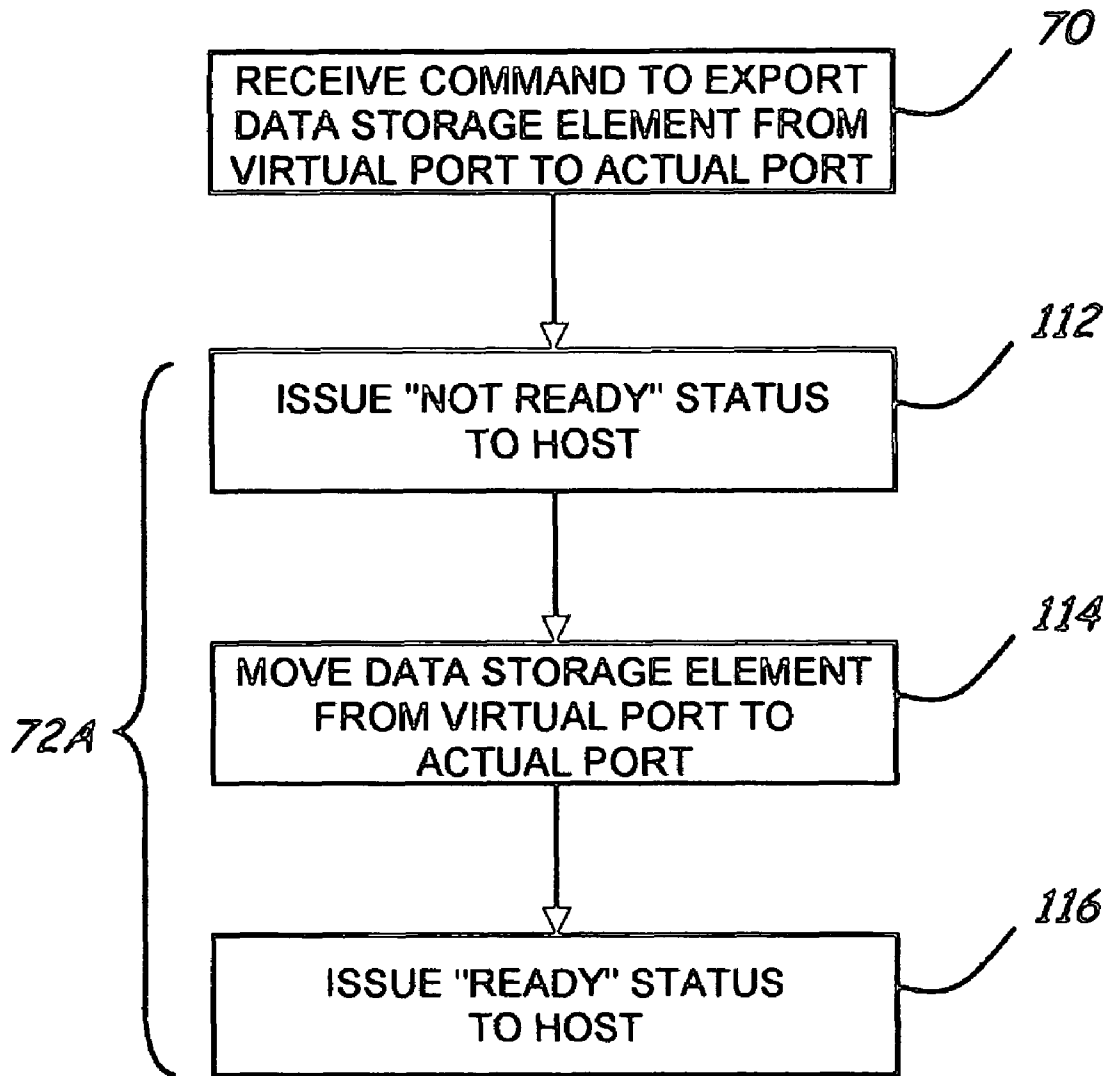 70
RECEIVE COMMAND TO EXPORT
DATA STORAGE ELEMENT FROM
VIRTUAL PORT TO ACTUAL PORT
112
ISSUE "NOT READY" STATUS
TO HOST
114
MOVE DATA STORAGE ELEMENT
FROM VIRTUAL PORT TO
ACTUAL PORT
72A
116
ISSUE "READY" STATUS
TO HOST